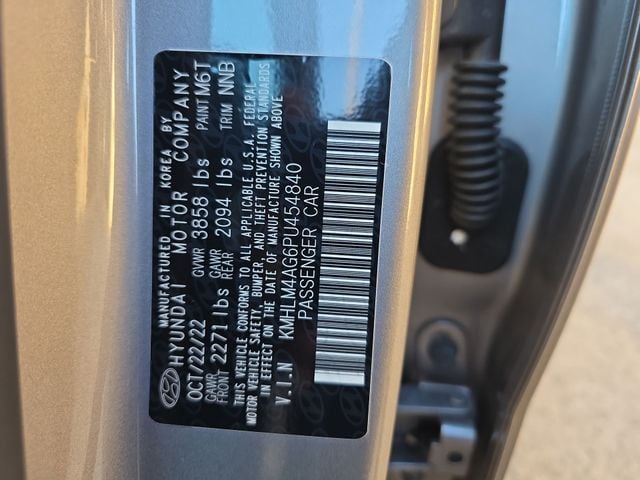 MANUFACTURED IN KOREA BY
HYUNDAI MOTOR COMPANY
OCT/22/22 GVWR 3858 lbs PAINT M6T
GAWR FRONT 2271 lbs GAWR REAR 2094 lbs TRIM NNB
THIS VEHICLE CONFORMS TO ALL APPLICABLE U.S.A. FEDERAL
MOTOR VEHICLE SAFETY, BUMPER, AND THEFT PREVENTION STANDARDS
IN EFFECT ON THE DATE OF MANUFACTURE SHOWN ABOVE
V.I.N KMHLM4AG6PU454840
PASSENGER CAR